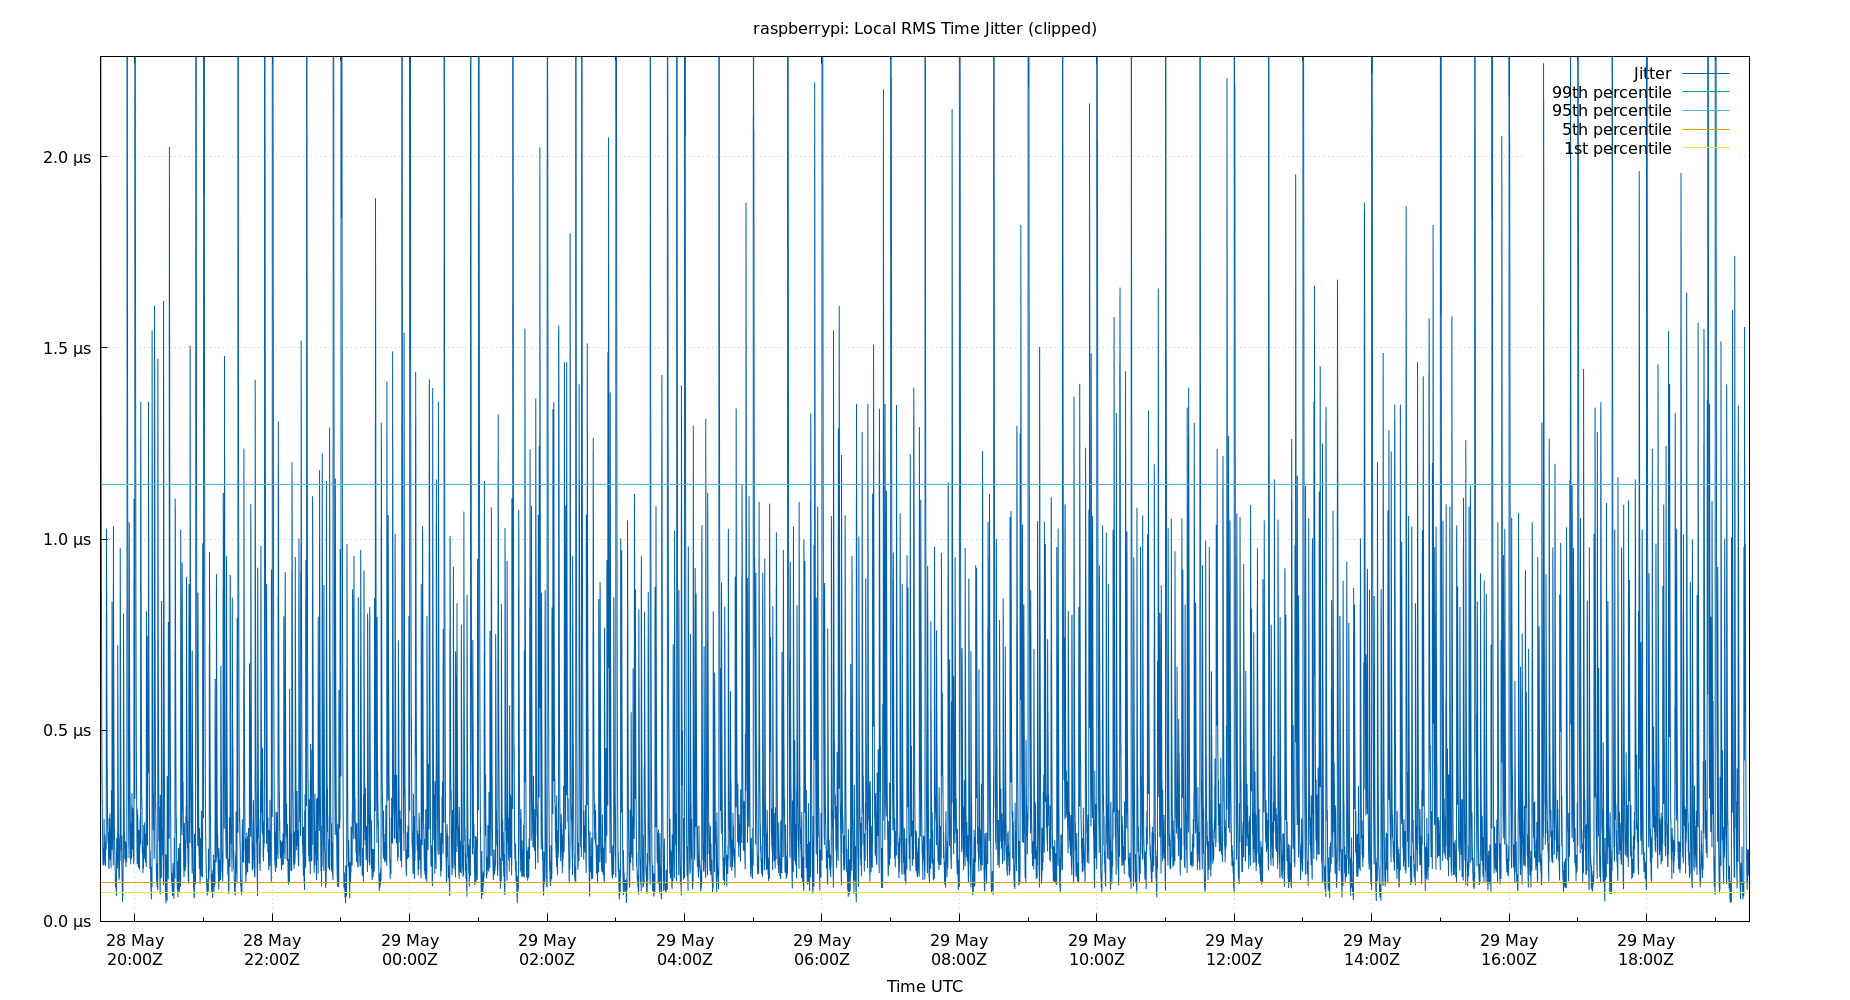 raspberrypi: Local RMS Time Jitter (clipped)
Jitter
99th percentile
95th percentile
5th percentile
1st percentile
2.0 µs
1.5 µs
1.0 µs
0.5 µs
0.0 µs
28 May 28 May 29 May 29 May 29 May 29 May 29 May 29 May 29 May 29 May 29 May 29 May
20:00Z 22:00Z 00:00Z 02:00Z 04:00Z 06:00Z 08:00Z 10:00Z 12:00Z 14:00Z 16:00Z 18:00Z
Time UTC